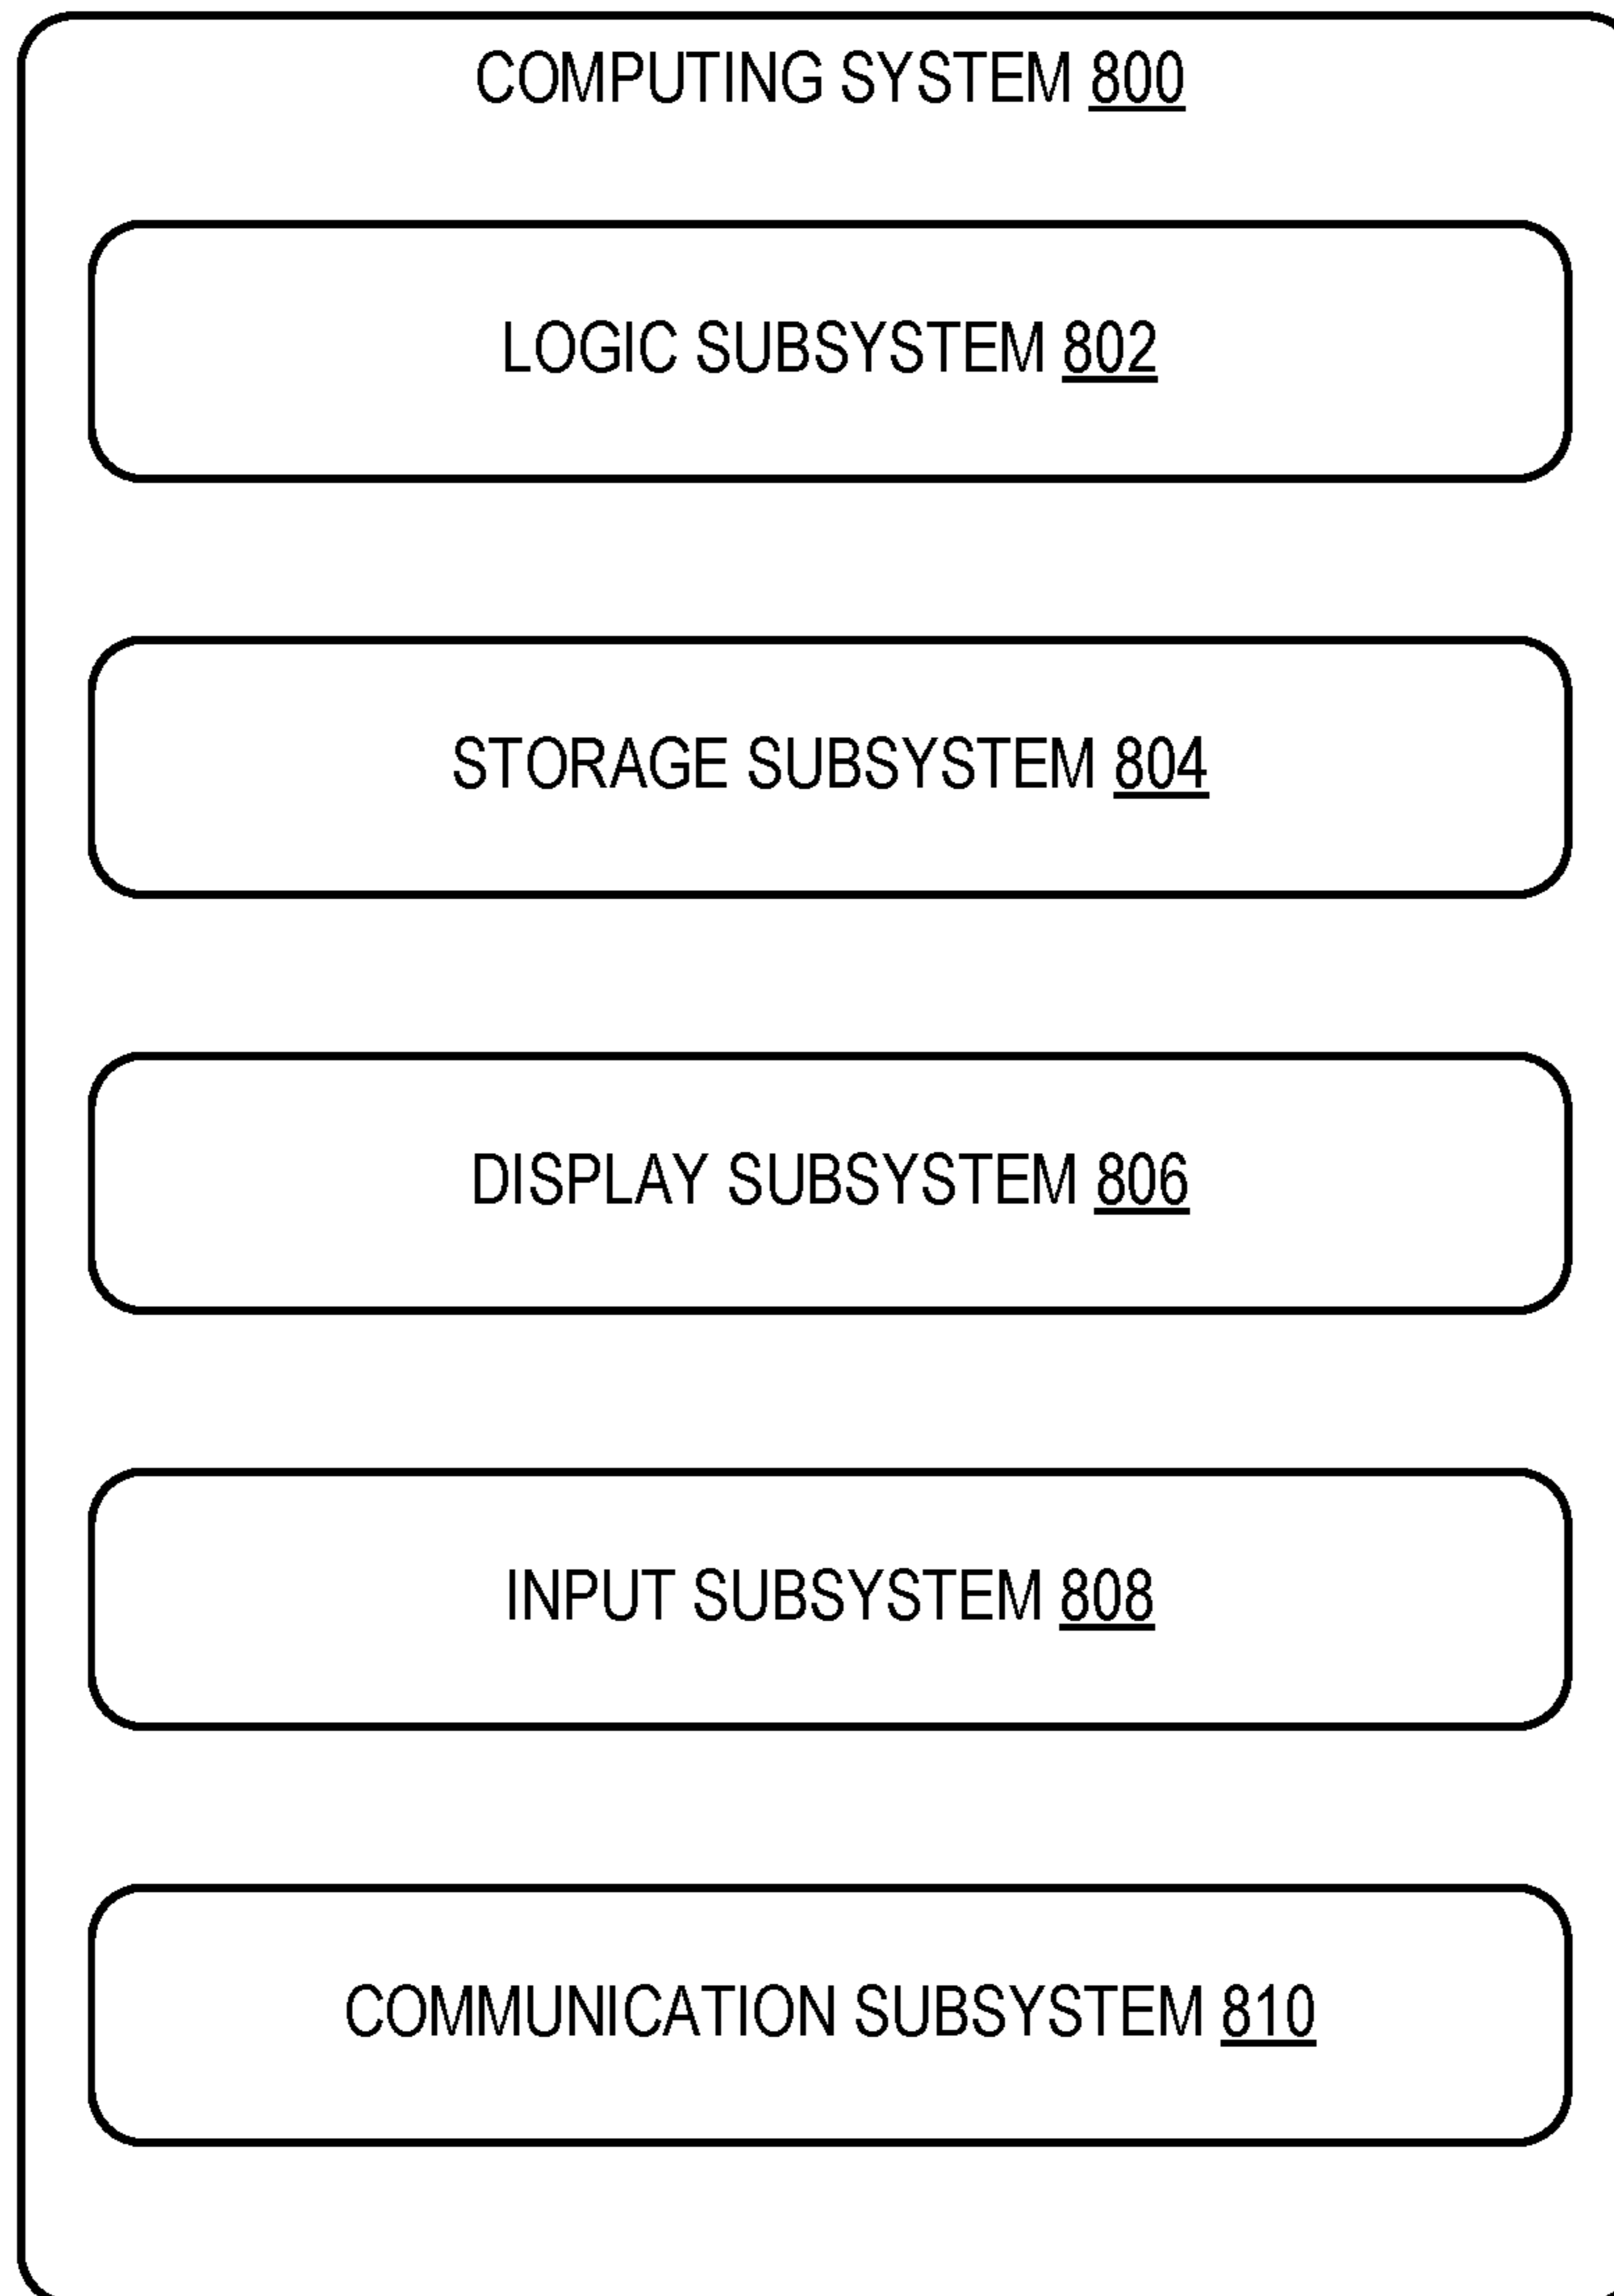 COMPUTING SYSTEM 800
LOGIC SUBSYSTEM 802
STORAGE SUBSYSTEM 804
DISPLAY SUBSYSTEM 806
INPUT SUBSYSTEM 808
COMMUNICATION SUBSYSTEM 810